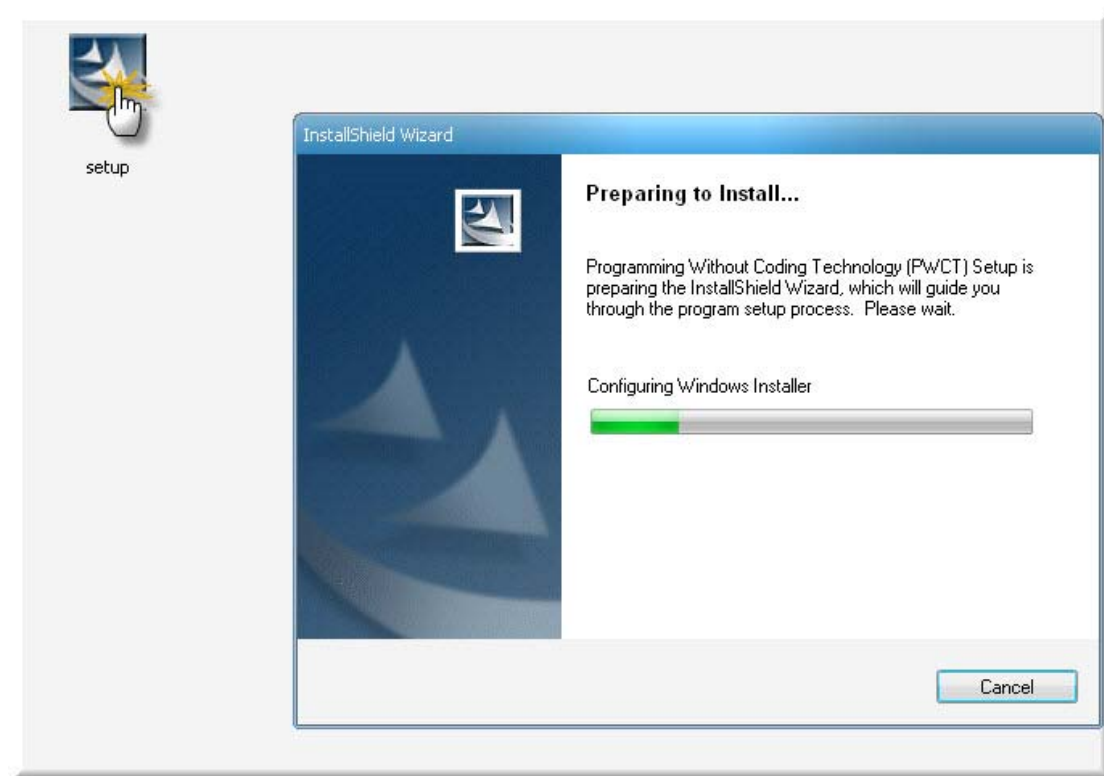 setup
InstallShield Wizard
Preparing to Install...
Programming Without Coding Technology (PWCT) Setup is
preparing the InstallShield Wizard, which will guide you
through the program setup process. Please wait.
Configuring Windows Installer
Cancel